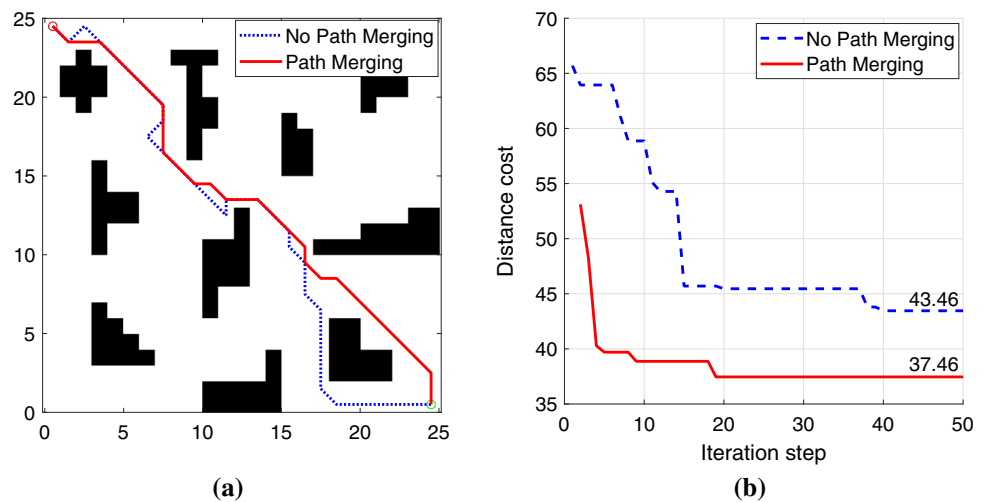 25
20
15
10
5
0
0 5 10 15 20 25
No Path Merging
Path Merging
(a)
70
65
60
55
50
45
40
35
Distance cost
No Path Merging
Path Merging
43.46
37.46
0 10 20 30 40 50
Iteration step
(b)